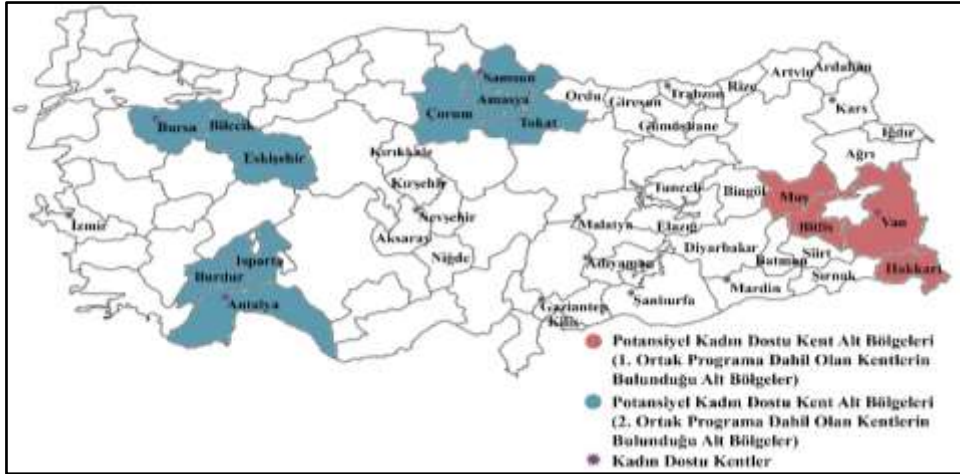 Samsun
Artvin Ardahan
Ordu Giresun Trabzon Rize
Amasya
Kars
Bursa Bilecik
Çorum
Tokat
Gümüşhane
Iğdır
Eskişehir
Kırıkkale
Ağrı
Kırşehir
Tunceli Bingöl
Muş
İzmir
Nevşehir
Malatya Elazığ
Van
Aksaray
Bitlis
Isparta
Niğde
Diyarbakır
Siirt
Burdur
Adıyaman
Batman
Hakkari
Antalya
Şanlıurfa
Mardin
Şırnak
Gaziantep
Kilis
Potansiyel Kadın Dostu Kent Alt Bölgeleri
(1. Ortak Programa Dahil Olan Kentlerin
Bulunduğu Alt Bölgeler)
Potansiyel Kadın Dostu Kent Alt Bölgeleri
(2. Ortak Programa Dahil Olan Kentlerin
Bulunduğu Alt Bölgeler)
Kadın Dostu Kentler